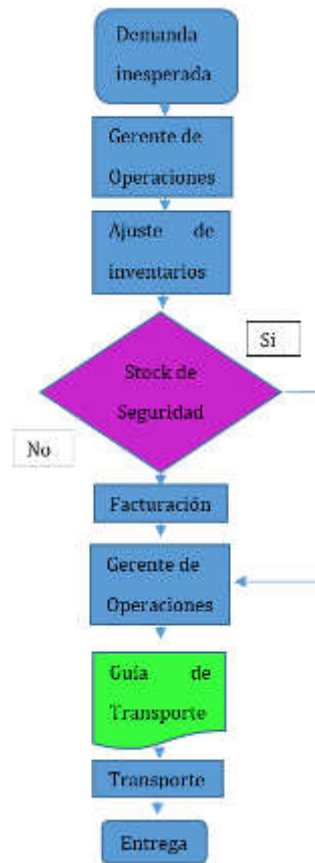 Demanda
inesperada
Gerente de
Operaciones
Ajuste de
inventarios
Si
Stock de
Seguridad
No
Facturación
Gerente de
Operaciones
Guía de
Transporte
Transporte
Entrega